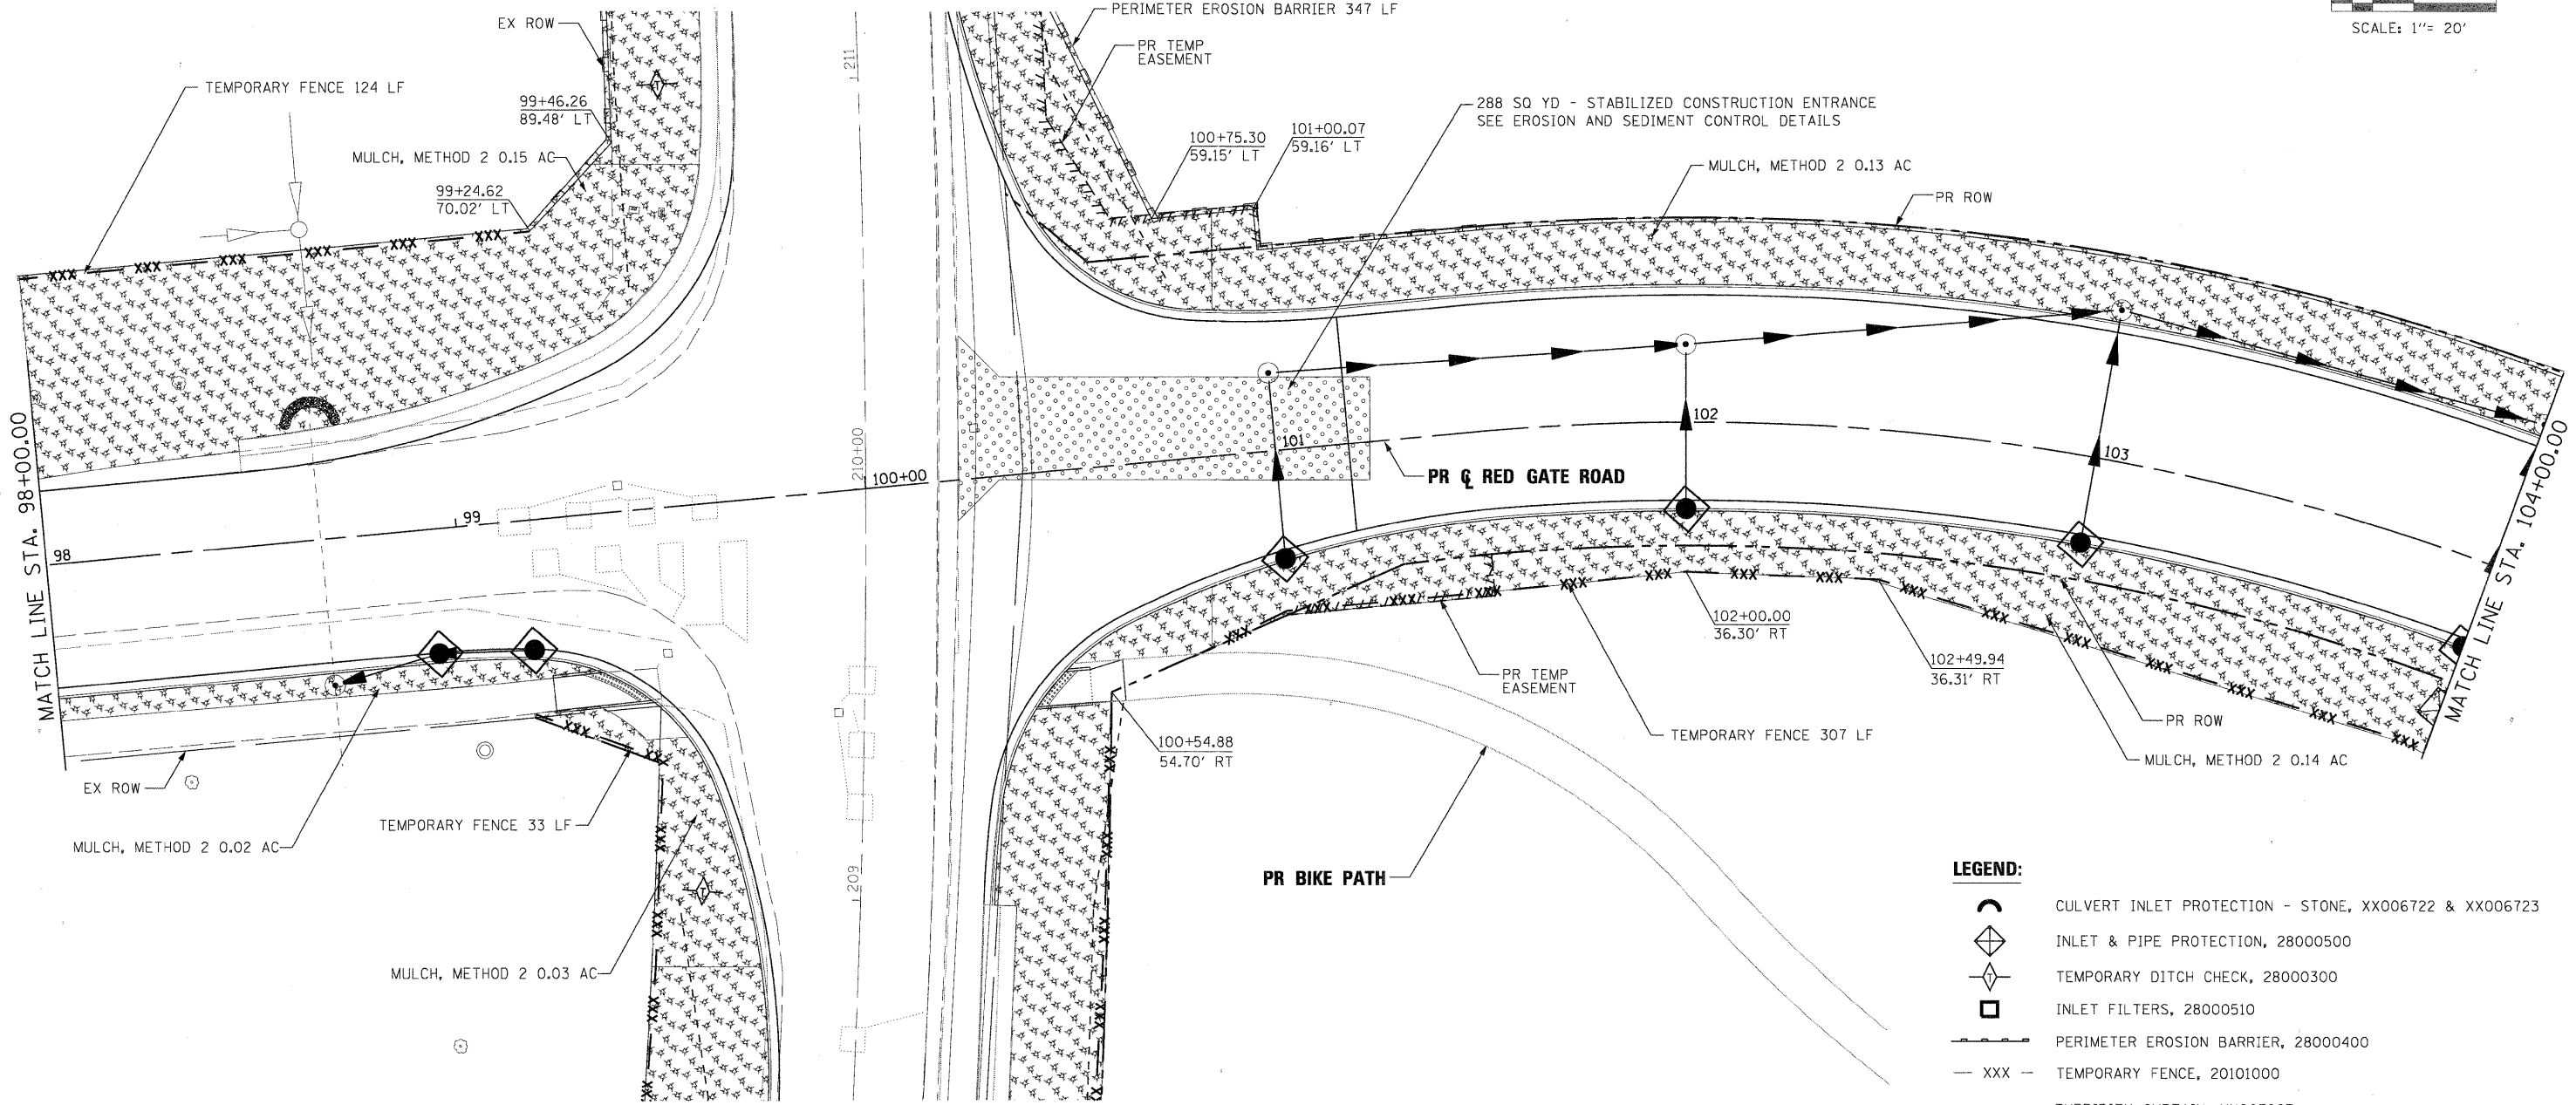 PERIMETER EROSION BARRIER 347 LF
EX ROW
SCALE: 1"= 20'
PR TEMP
EASEMENT
211
TEMPORARY FENCE 124 LF
99+46.26
89.48' LT
288 SQ YD - STABILIZED CONSTRUCTION ENTRANCE
SEE EROSION AND SEDIMENT CONTROL DETAILS
100+75.30
59.15' LT
101+00.07
59.16' LT
MULCH, METHOD 2 0.15 AC
MULCH, METHOD 2 0.13 AC
99+24.62
70.02' LT
PR ROW
T
MATCH LINE STA. 98+00.00
98
99
210+00
100+00
101
102
103
PR ℄ RED GATE ROAD
MATCH LINE STA. 104+00.00
XXX
102+00.00
36.30' RT
102+49.94
36.31' RT
PR TEMP
EASEMENT
PR ROW
TEMPORARY FENCE 307 LF
100+54.88
54.70' RT
MULCH, METHOD 2 0.14 AC
EX ROW
TEMPORARY FENCE 33 LF
MULCH, METHOD 2 0.02 AC
209
T
PR BIKE PATH
MULCH, METHOD 2 0.03 AC
LEGEND:
CULVERT INLET PROTECTION - STONE, XX006722 & XX006723
INLET & PIPE PROTECTION, 28000500
T TEMPORARY DITCH CHECK, 28000300
INLET FILTERS, 28000510
PERIMETER EROSION BARRIER, 28000400
XXX TEMPORARY FENCE, 20101000